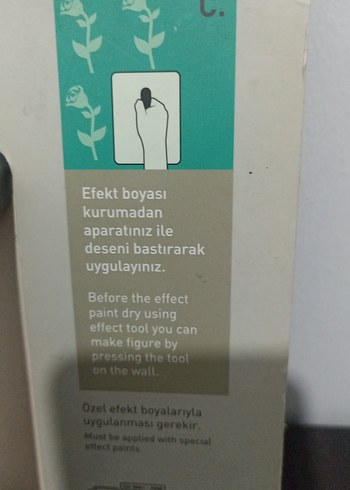 C.
Efekt boyası
kurumadan
aparatınız ile
deseni bastırarak
uygulayınız.
Before the effect
paint dry using
effect tool you can
make figure by
pressing the tool
on the wall.
Özel efekt boyalarıyla
uygulanması gerekir.
Must be applied with special
effect paints.